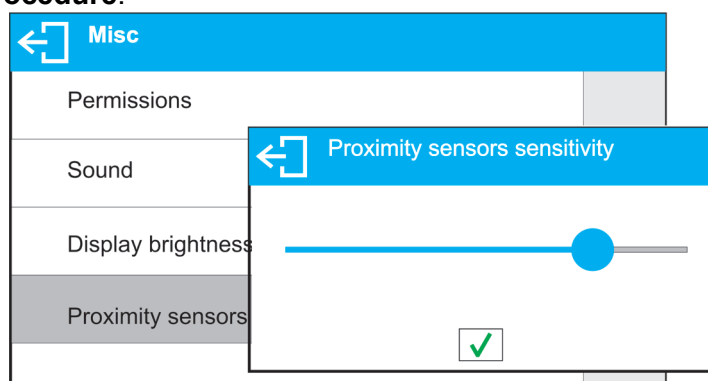 Misc
Permissions
Sound
Display brightness
Proximity sensors
Proximity sensors sensitivity